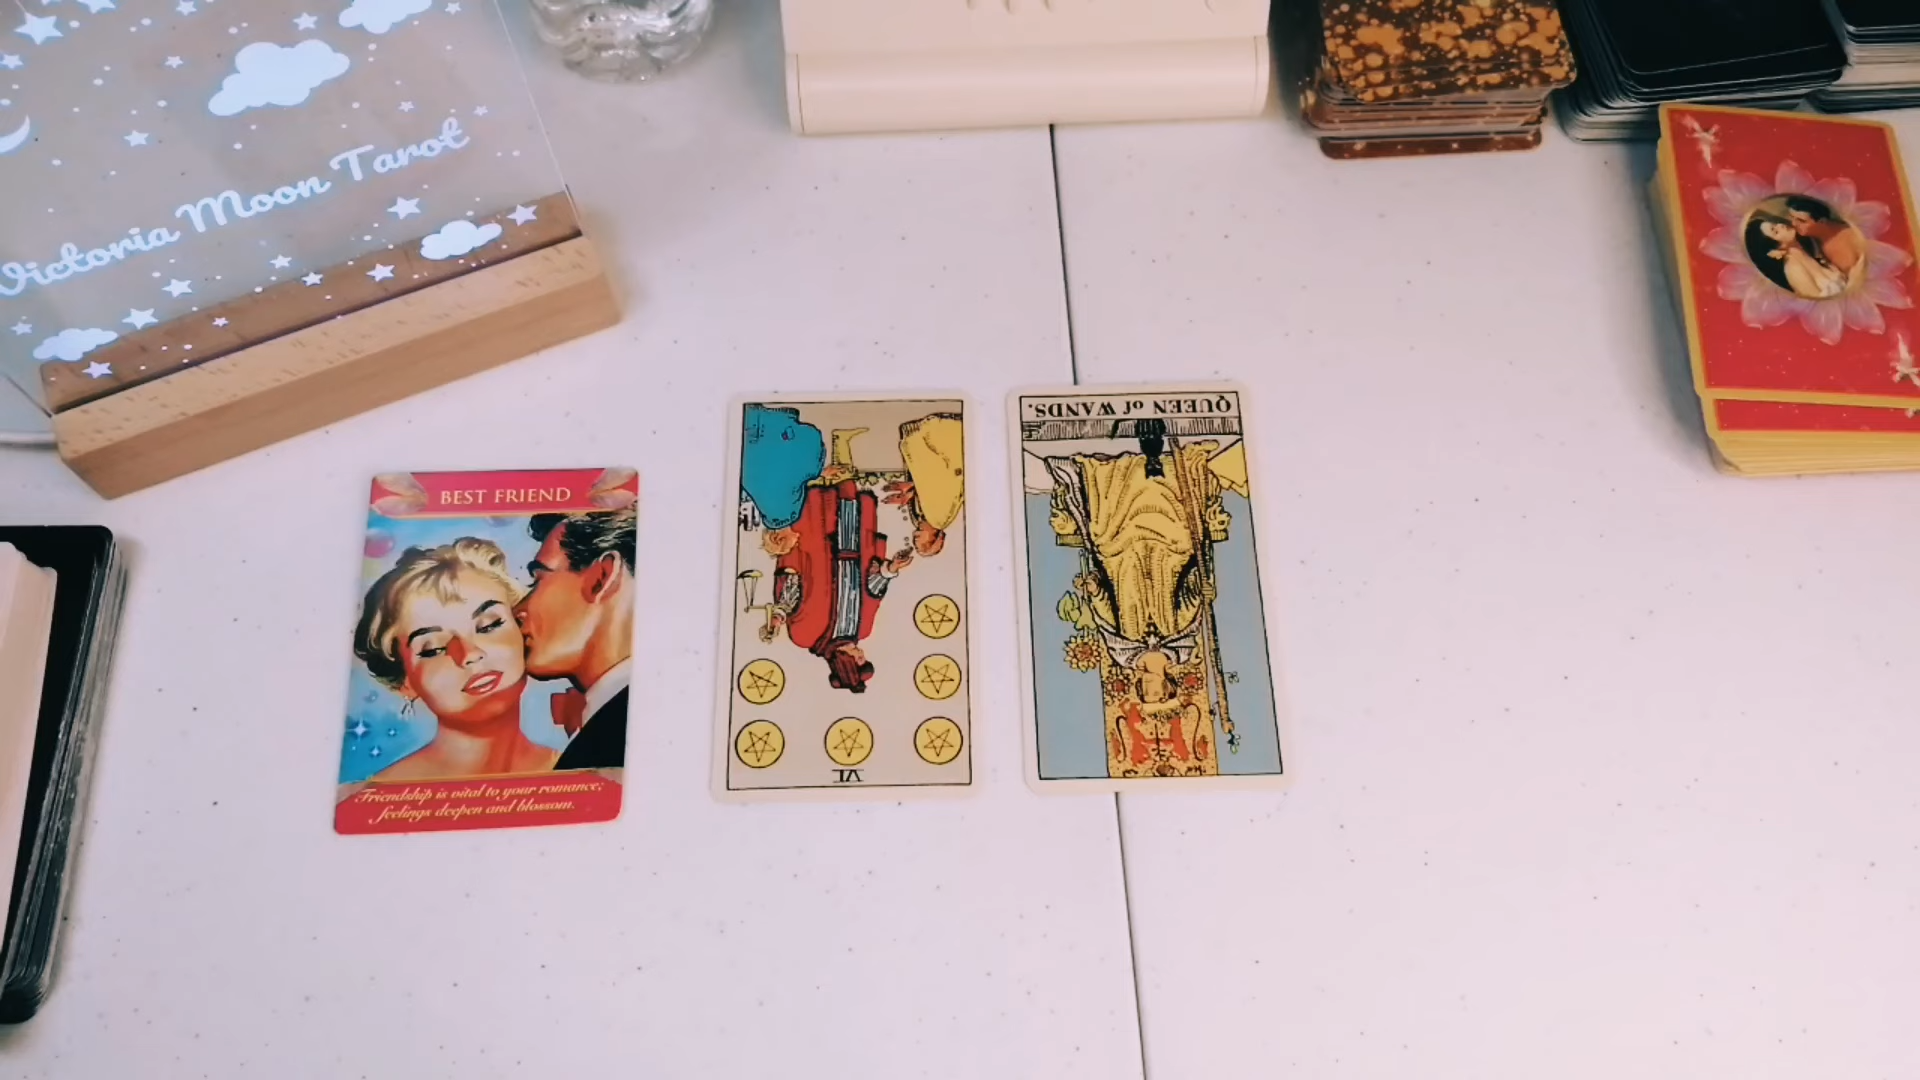 Victoria Moon Tarot
BEST FRIEND
Friendship is vital to your romance;
feelings deepen and blossom.
VI
QUEEN of WANDS.